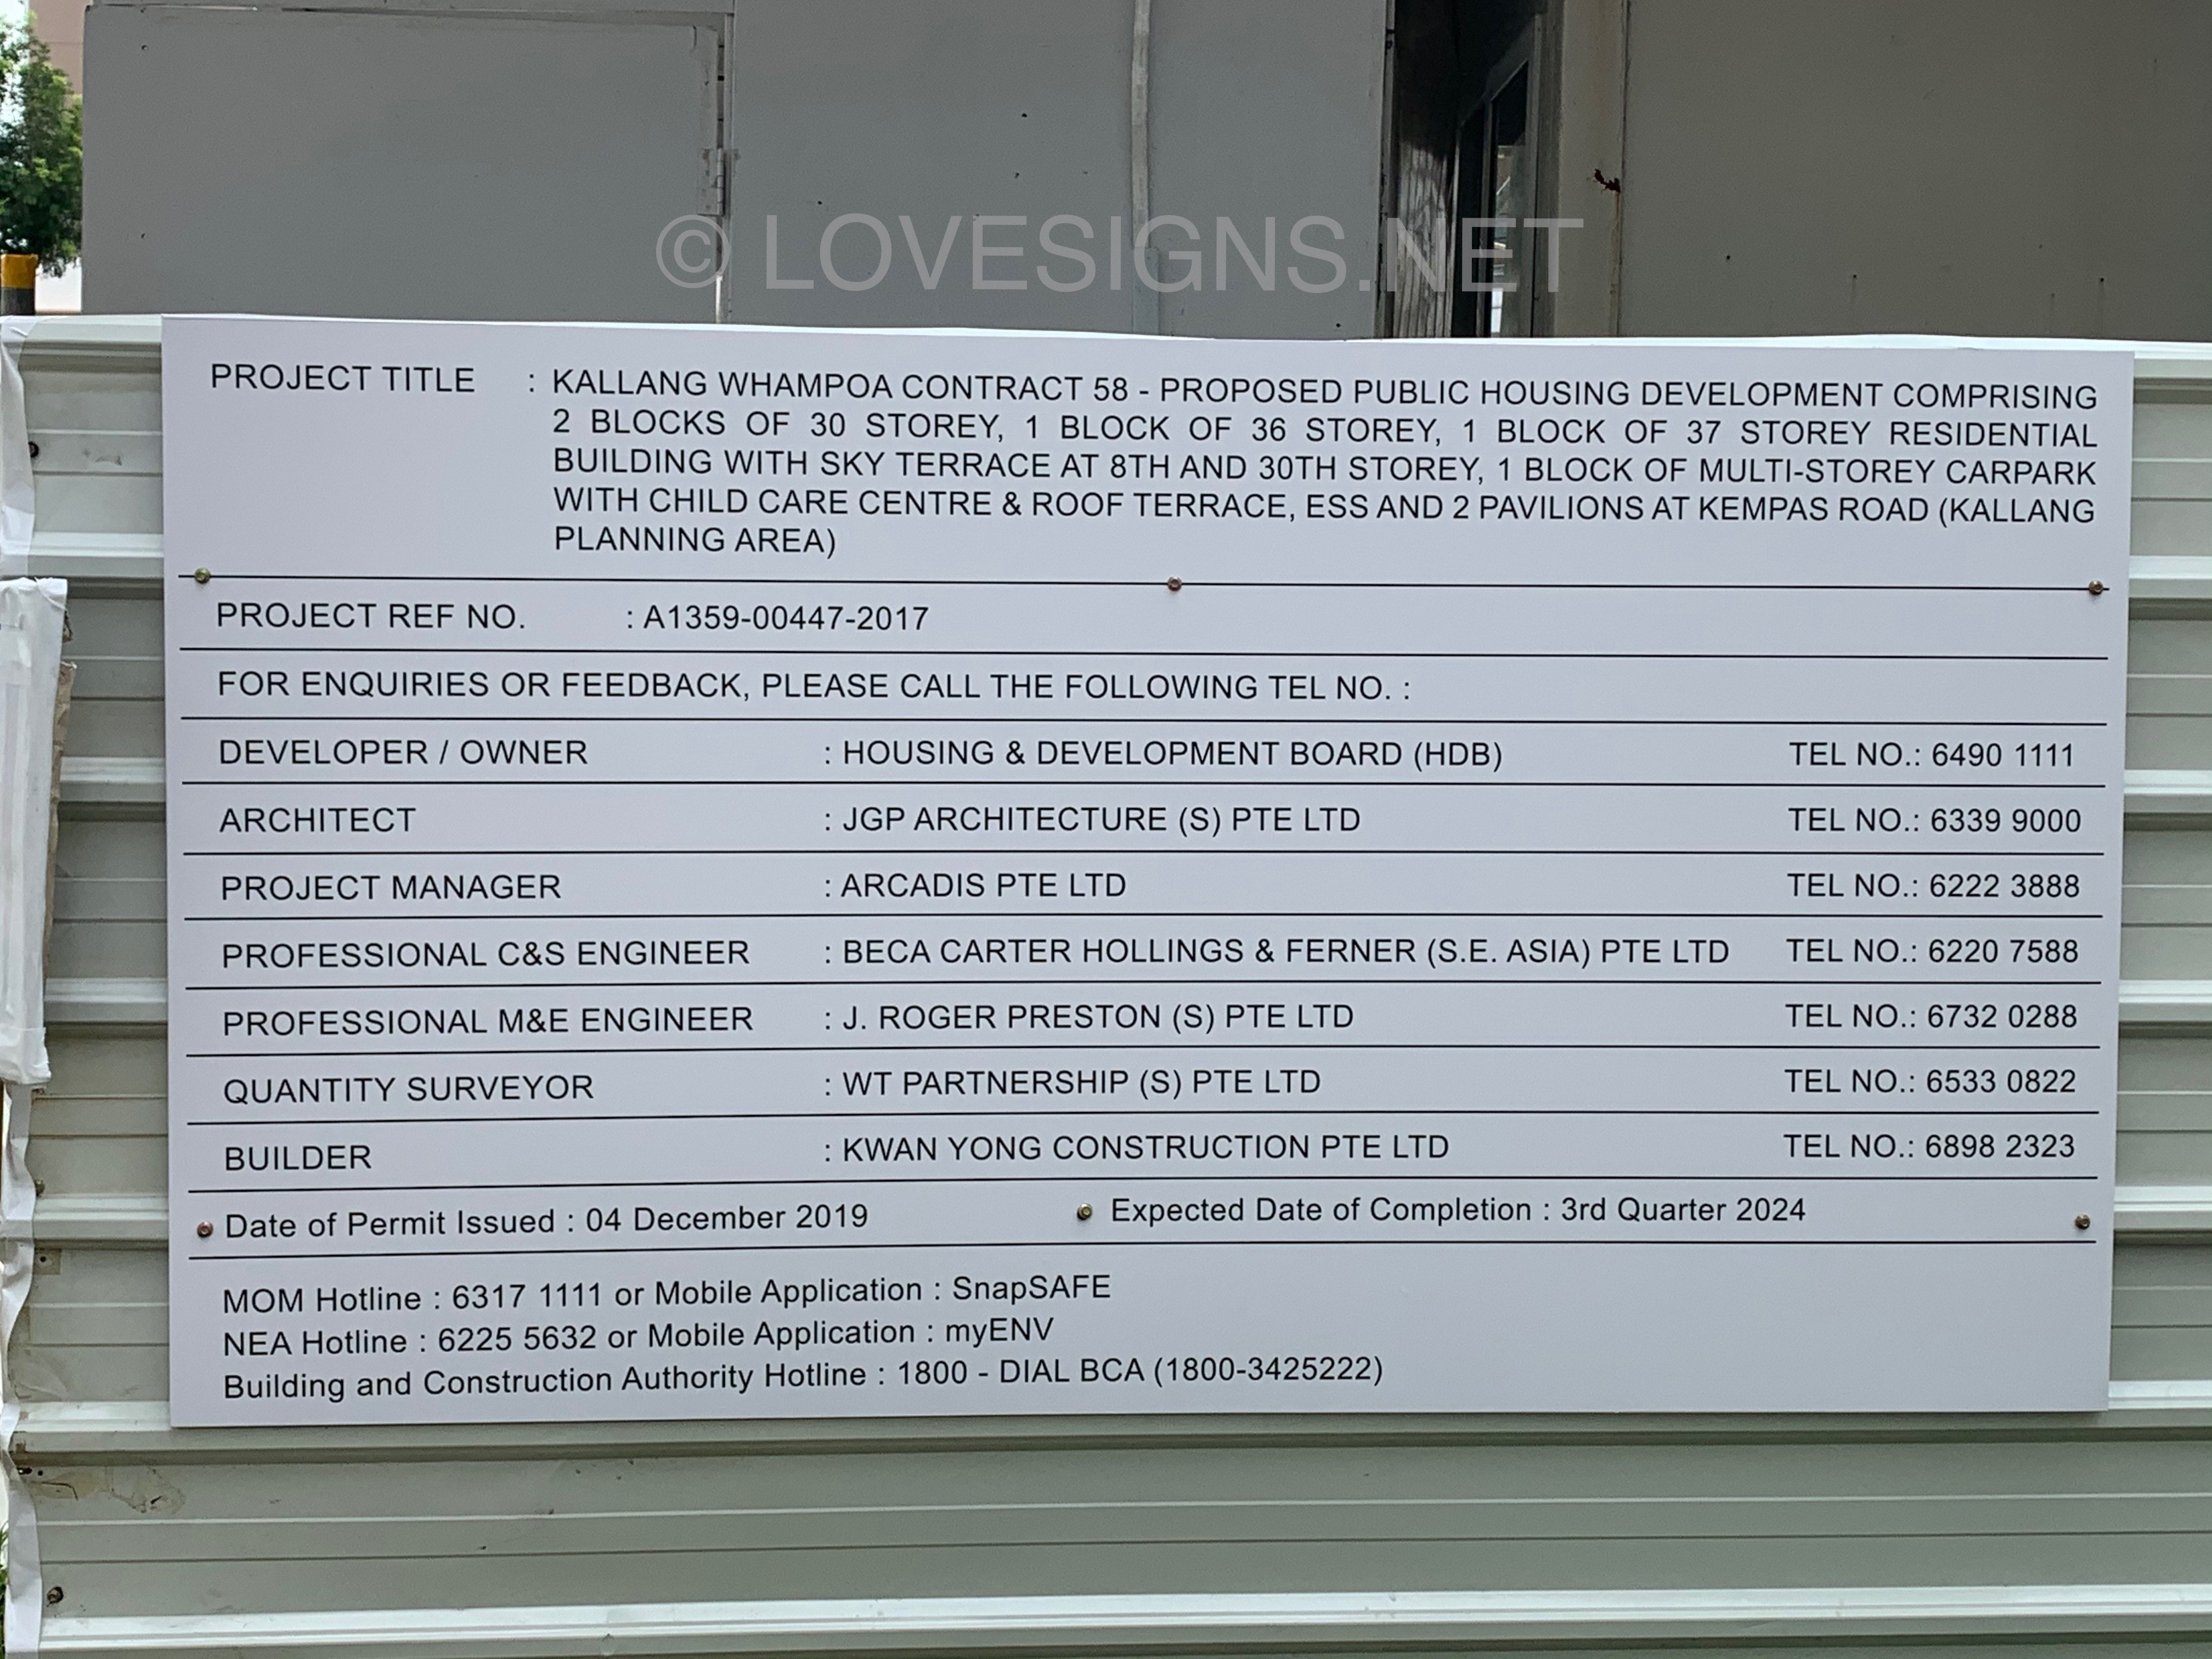 © LOVESIGNS.NET
PROJECT TITLE : KALLANG WHAMPOA CONTRACT 58 - PROPOSED PUBLIC HOUSING DEVELOPMENT COMPRISING
2 BLOCKS OF 30 STOREY, 1 BLOCK OF 36 STOREY, 1 BLOCK OF 37 STOREY RESIDENTIAL
BUILDING WITH SKY TERRACE AT 8TH AND 30TH STOREY, 1 BLOCK OF MULTI-STOREY CARPARK
WITH CHILD CARE CENTRE & ROOF TERRACE, ESS AND 2 PAVILIONS AT KEMPAS ROAD (KALLANG
PLANNING AREA)
PROJECT REF NO. : A1359-00447-2017
FOR ENQUIRIES OR FEEDBACK, PLEASE CALL THE FOLLOWING TEL NO. :
DEVELOPER / OWNER : HOUSING & DEVELOPMENT BOARD (HDB) TEL NO.: 6490 1111
ARCHITECT : JGP ARCHITECTURE (S) PTE LTD TEL NO.: 6339 9000
PROJECT MANAGER : ARCADIS PTE LTD TEL NO.: 6222 3888
PROFESSIONAL C&S ENGINEER : BECA CARTER HOLLINGS & FERNER (S.E. ASIA) PTE LTD TEL NO.: 6220 7588
PROFESSIONAL M&E ENGINEER : J. ROGER PRESTON (S) PTE LTD TEL NO.: 6732 0288
QUANTITY SURVEYOR : WT PARTNERSHIP (S) PTE LTD TEL NO.: 6533 0822
BUILDER : KWAN YONG CONSTRUCTION PTE LTD TEL NO.: 6898 2323
Date of Permit Issued : 04 December 2019 Expected Date of Completion : 3rd Quarter 2024
MOM Hotline : 6317 1111 or Mobile Application : SnapSAFE
NEA Hotline : 6225 5632 or Mobile Application : myENV
Building and Construction Authority Hotline : 1800 - DIAL BCA (1800-3425222)